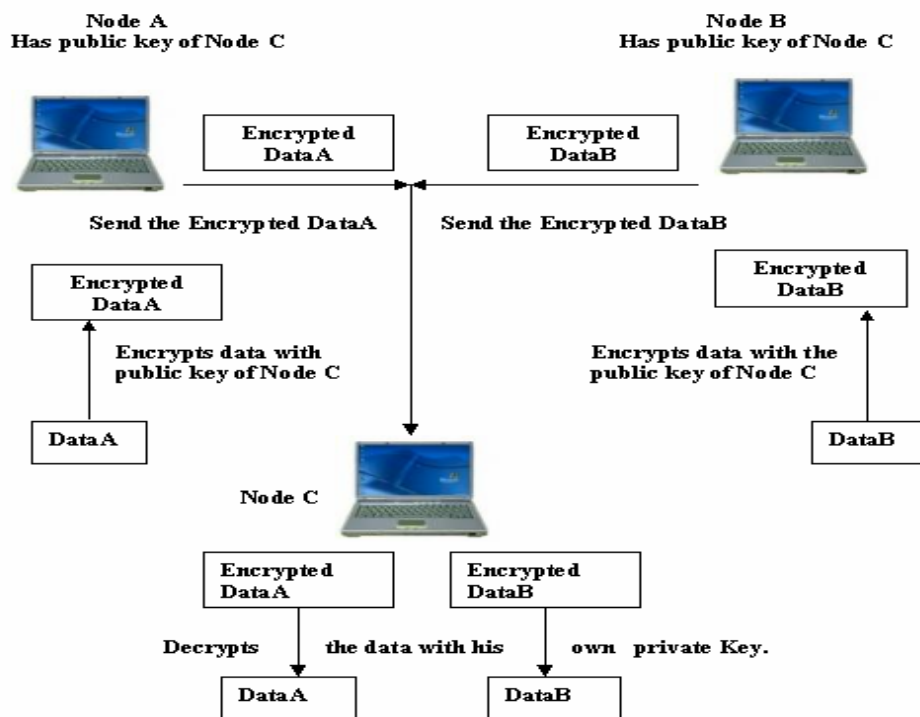 Node A
Has public key of Node C
Node B
Has public key of Node C
Encrypted
DataA
Encrypted
DataB
Send the Encrypted DataA
Send the Encrypted DataB
Encrypted
DataA
Encrypted
DataB
Encrypts data with
public key of Node C
Encrypts data with the
public key of Node C
DataA
DataB
Node C
Encrypted
DataA
Encrypted
DataB
Decrypts the data with his own private Key.
DataA
DataB